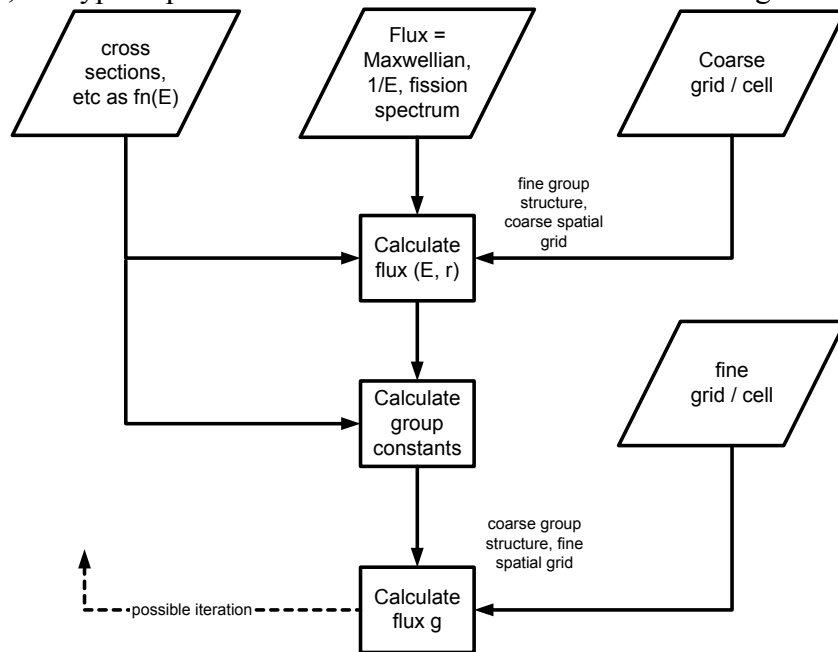 cross
sections,
etc as fn(E)
Flux =
Maxwellian,
1/E, fission
spectrum
Coarse
grid / cell
fine group
structure,
coarse spatial
grid
Calculate
flux (E, r)
Calculate
group
constants
fine
grid / cell
coarse group
structure, fine
spatial grid
possible iteration
Calculate
flux g